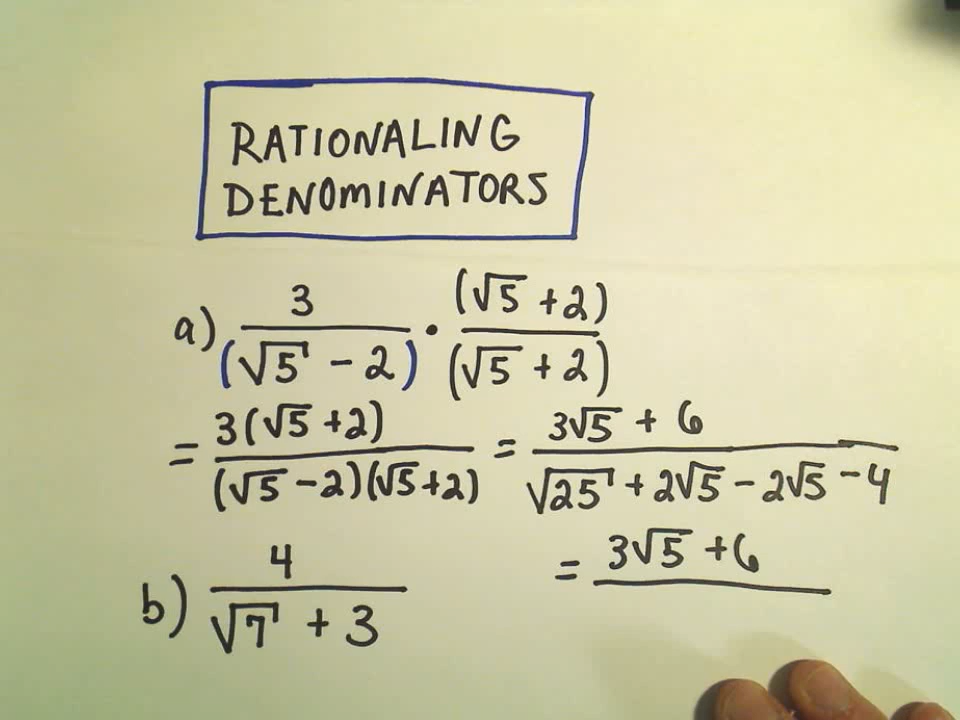 RATIONALING
DENOMINATORS
a) 3/(√5 - 2) · (√5 + 2)/(√5 + 2)
= 3(√5 + 2)/(√5 - 2)(√5 + 2) = 3√5 + 6/√25 + 2√5 - 2√5 - 4
= 3√5 + 6
b) 4/√7 + 3